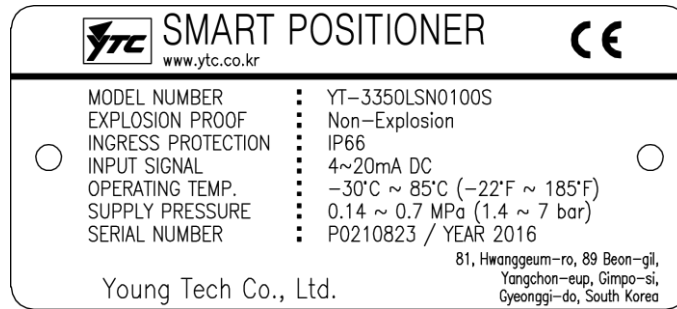 YTC SMART POSITIONER CE
www.ytc.co.kr
MODEL NUMBER : YT-3350LSN0100S
EXPLOSION PROOF : Non-Explosion
INGRESS PROTECTION : IP66
INPUT SIGNAL : 4~20mA DC
OPERATING TEMP. : -30°C ~ 85°C (-22°F ~ 185°F)
SUPPLY PRESSURE : 0.14 ~ 0.7 MPa (1.4 ~ 7 bar)
SERIAL NUMBER : P0210823 / YEAR 2016
81, Hwanggeum-ro, 89 Beon-gil,
Yangchon-eup, Gimpo-si,
Gyeonggi-do, South Korea
Young Tech Co., Ltd.